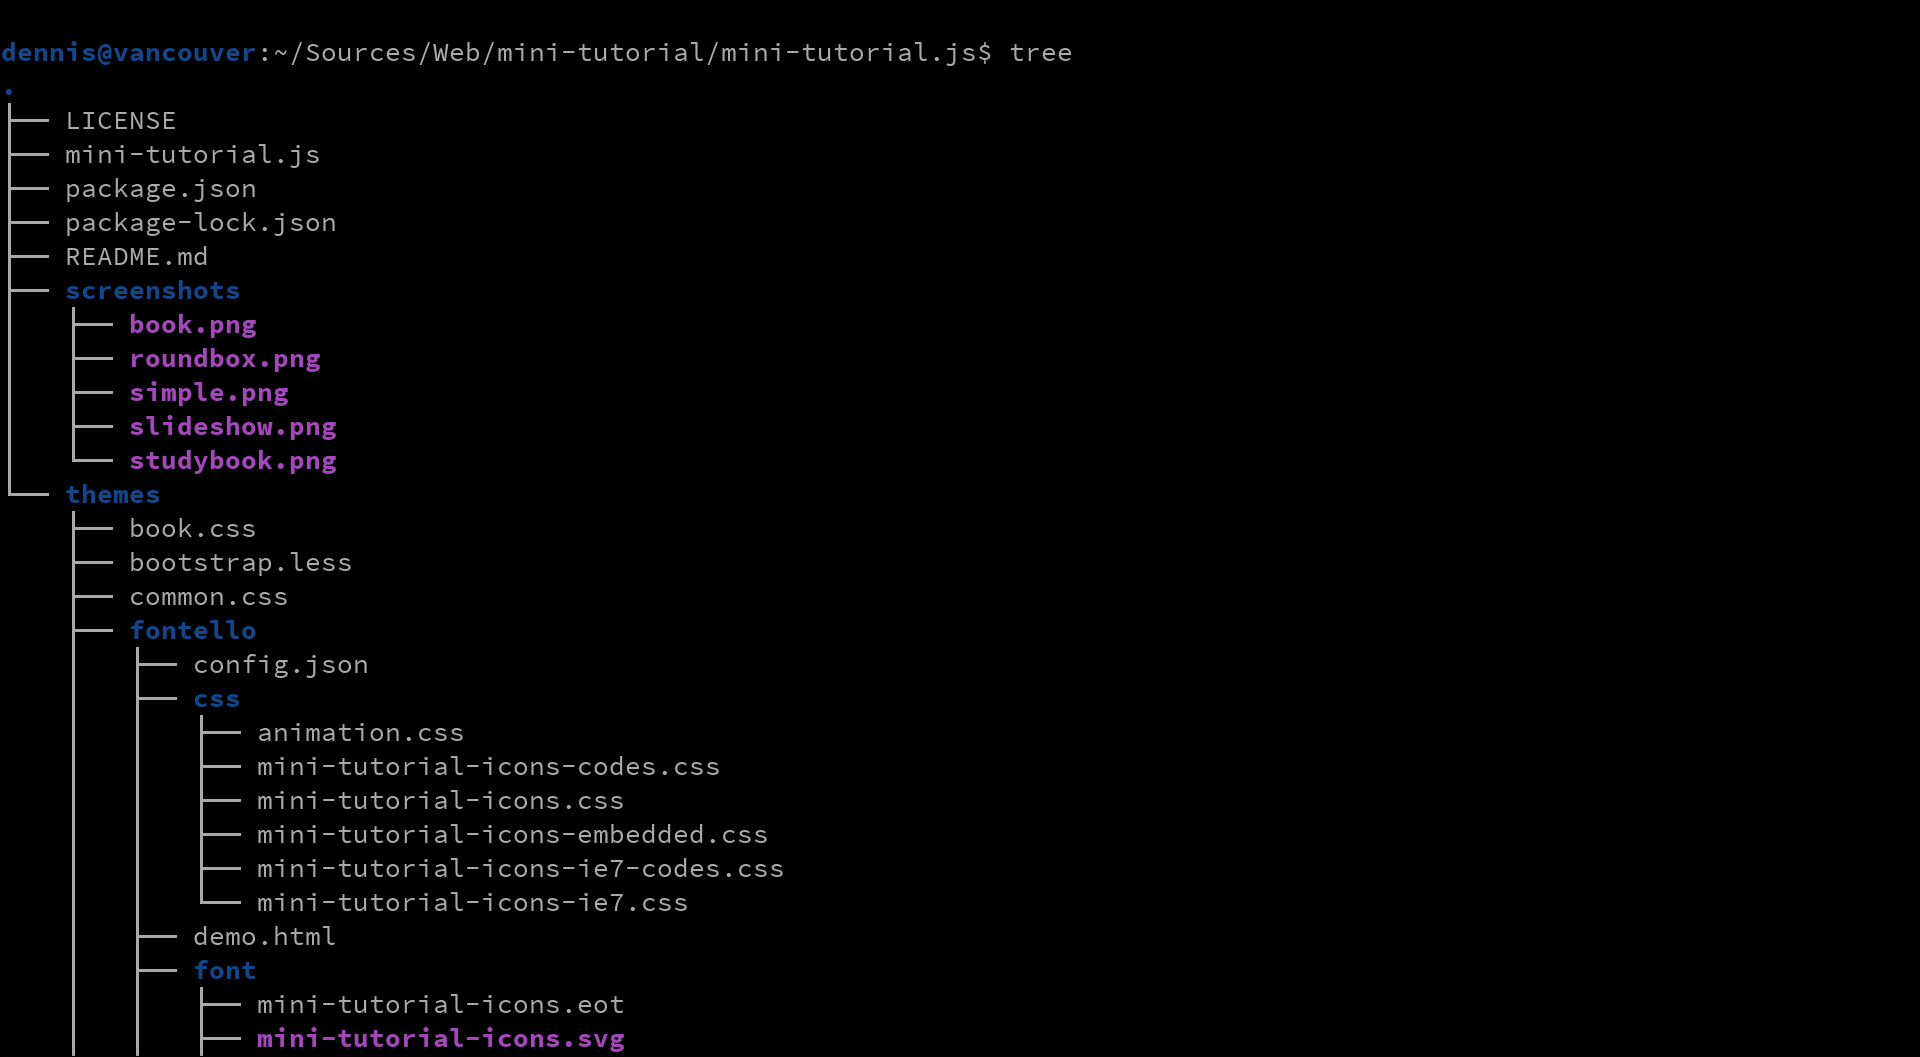 dennis@vancouver:~/Sources/Web/mini-tutorial/mini-tutorial.js$ tree
.
├── LICENSE
├── mini-tutorial.js
├── package.json
├── package-lock.json
├── README.md
├── screenshots
│   ├── book.png
│   ├── roundbox.png
│   ├── simple.png
│   ├── slideshow.png
│   └── studybook.png
└── themes
    ├── book.css
    ├── bootstrap.less
    ├── common.css
    ├── fontello
    │   ├── config.json
    │   ├── css
    │   │   ├── animation.css
    │   │   ├── mini-tutorial-icons-codes.css
    │   │   ├── mini-tutorial-icons.css
    │   │   ├── mini-tutorial-icons-embedded.css
    │   │   ├── mini-tutorial-icons-ie7-codes.css
    │   │   └── mini-tutorial-icons-ie7.css
    │   ├── demo.html
    │   ├── font
    │   │   ├── mini-tutorial-icons.eot
    │   │   ├── mini-tutorial-icons.svg